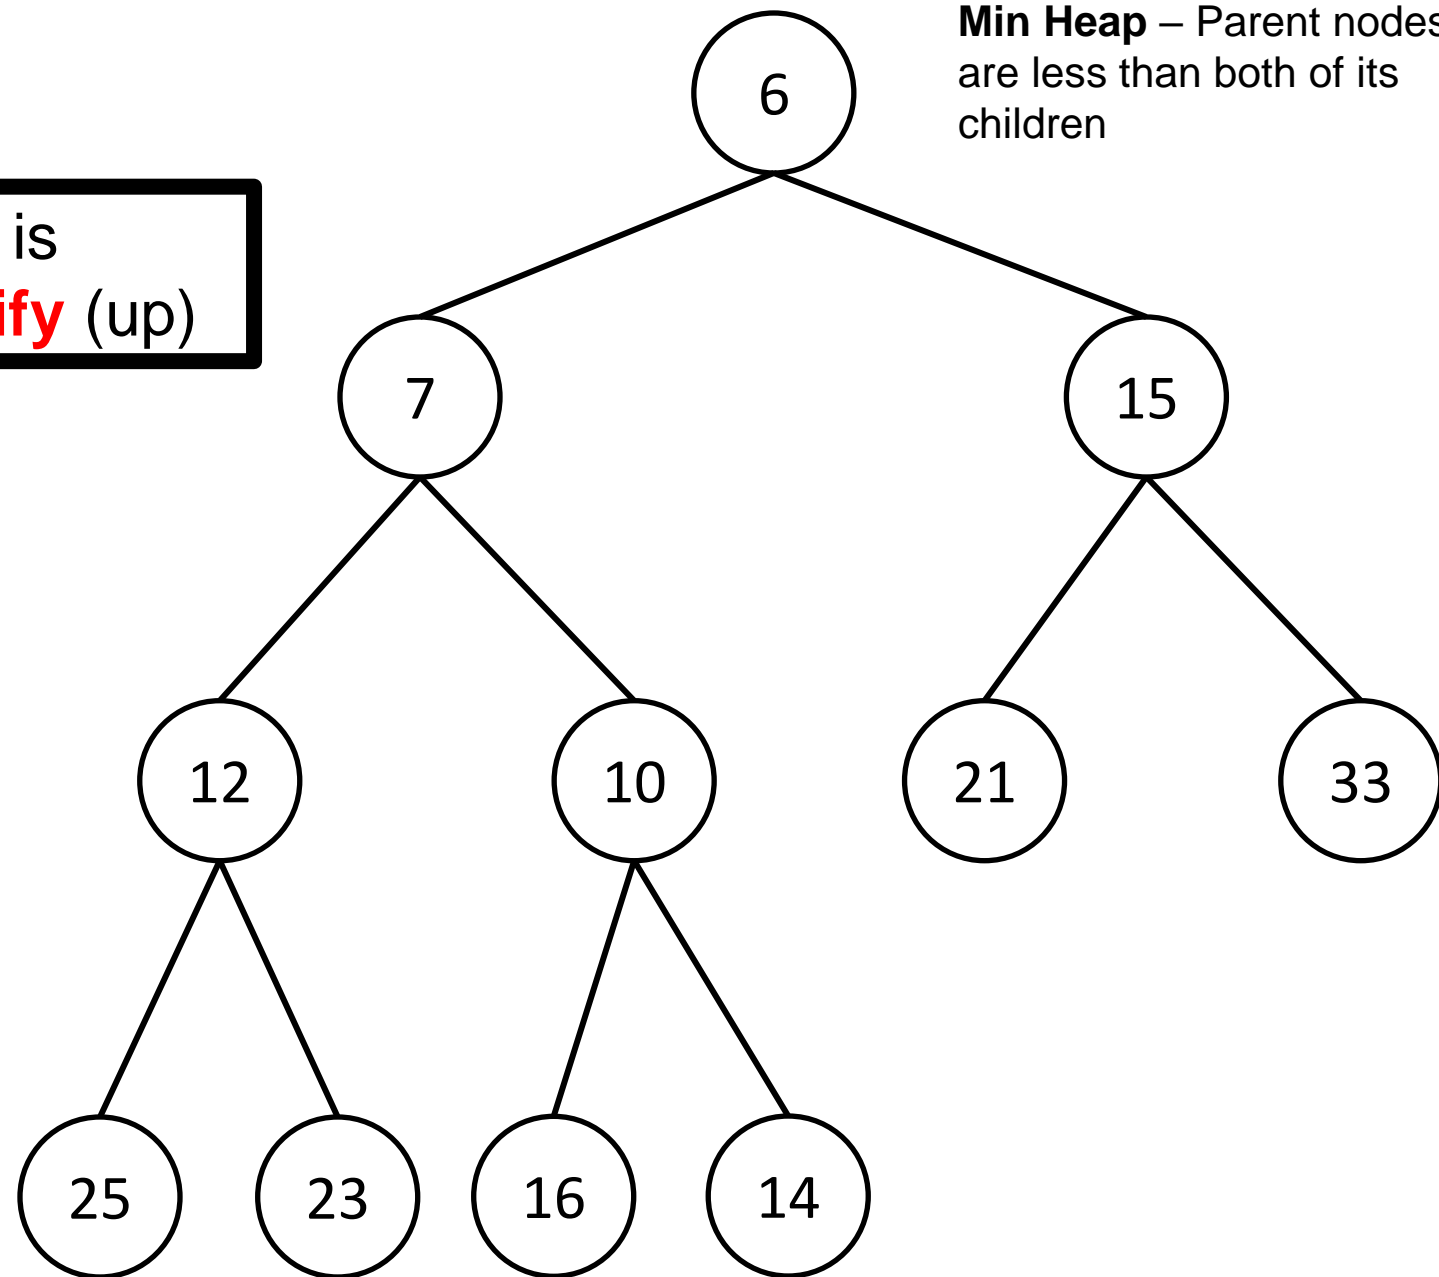 Min Heap – Parent nodes
are less than both of its
children
is
ify (up)
6
7
15
12
10
21
33
25
23
16
14